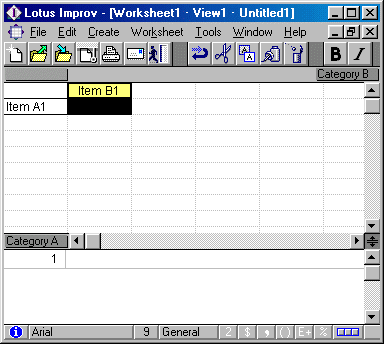 Lotus Improv - [Worksheet1 · View1 · Untitled1]
File Edit Create Worksheet Tools Window Help
B I
Category B
Item B1
Item A1
Category A
1
Arial 9 General 2 $ , ( ) E+ %